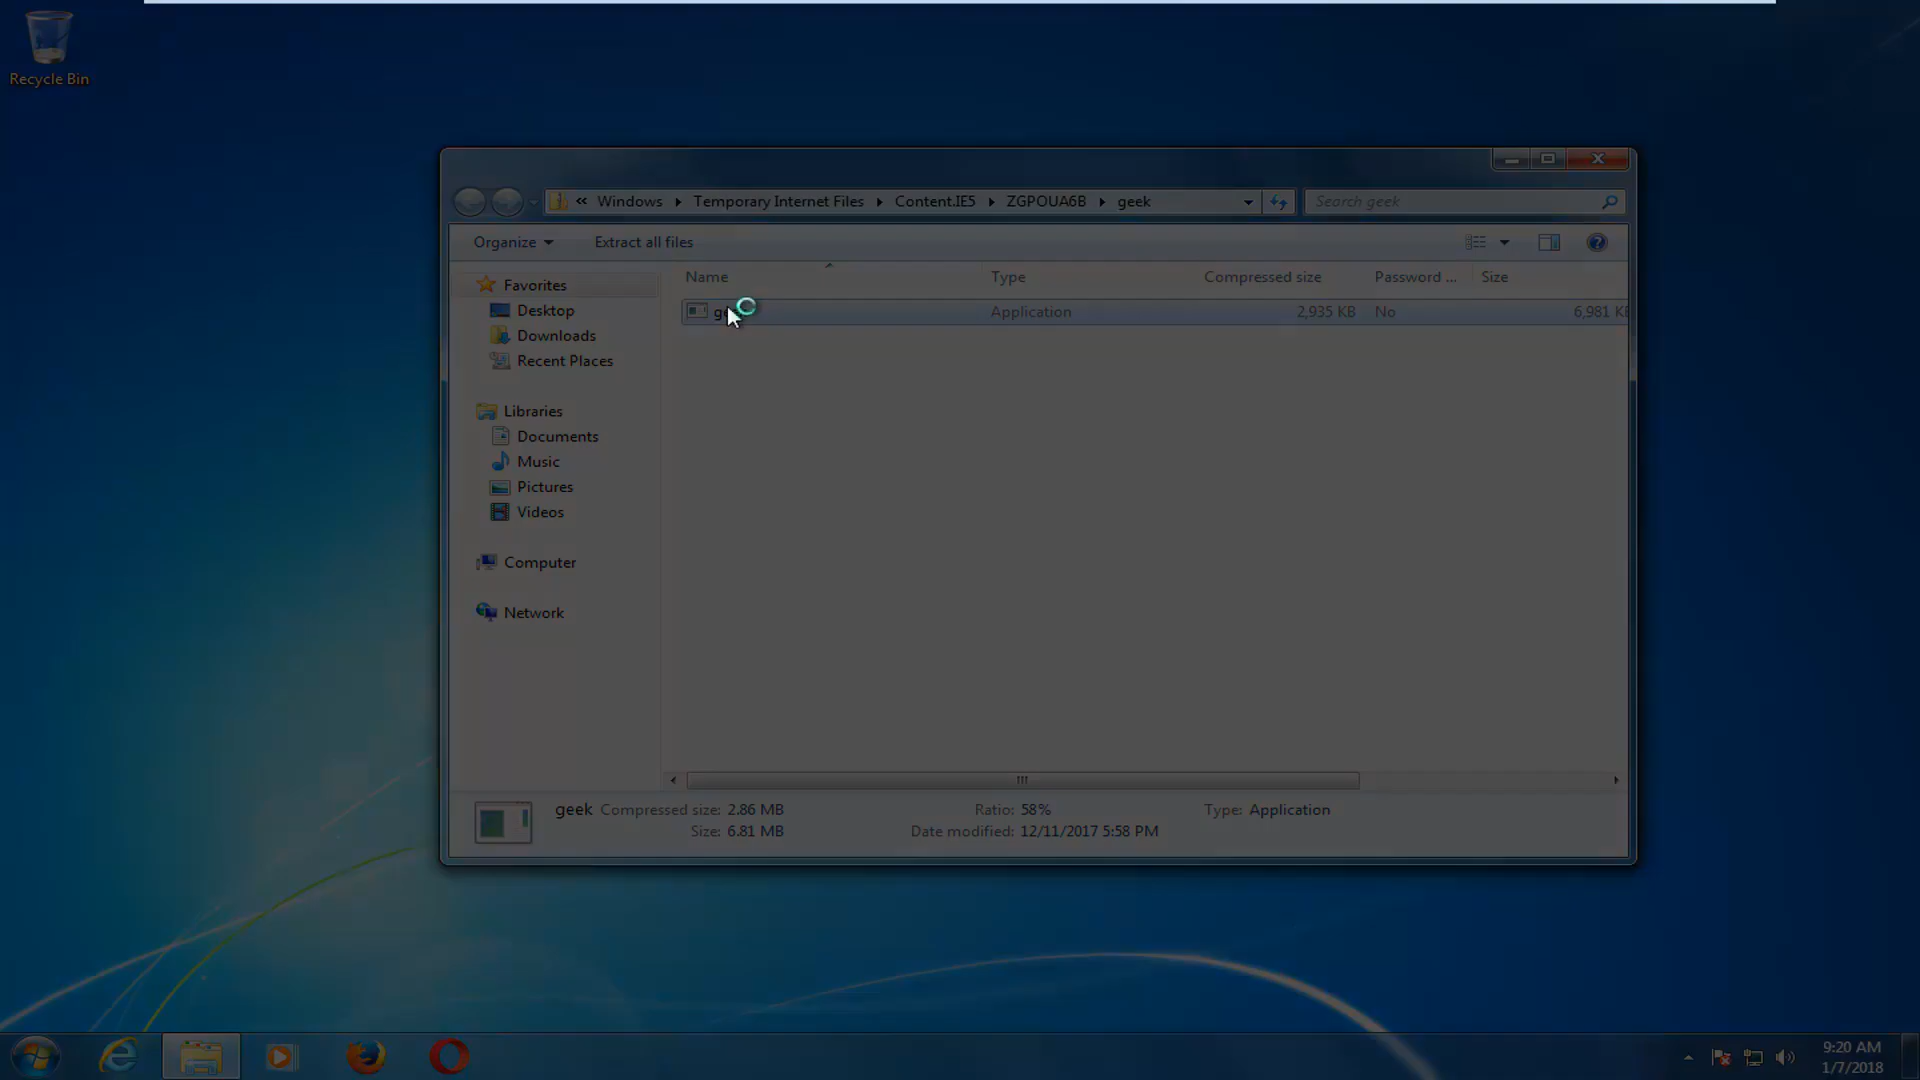 Recycle Bin
« Windows Temporary Internet Files Content.IE5 ZGPOUA6B geek
Search geek
Organize Extract all files
Name Type Compressed size Password ... Size
Application 2,935 KB No 6,981
Favorites
Desktop
Downloads
Recent Places
Libraries
Documents
Music
Pictures
Videos
Computer
Network
geek Compressed size: 2.86 MB Ratio: 58% Type: Application
Size: 6.81 MB Date modified: 12/11/2017 5:58 PM
9:20 AM
1/7/2018